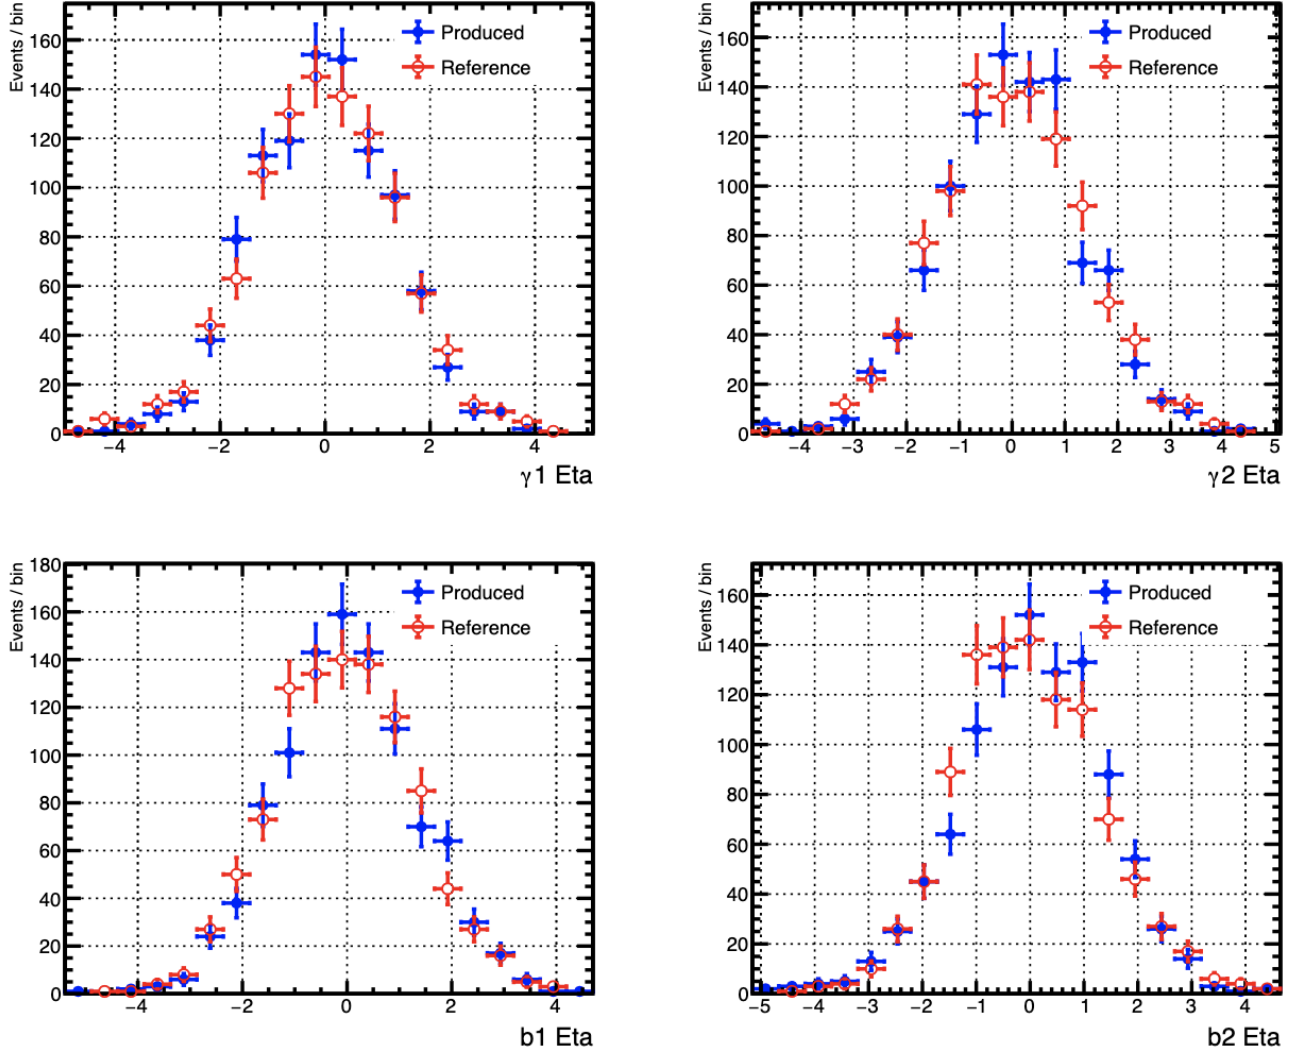 Events / bin
160
140
120
100
80
60
40
20
0
Produced
Reference
−4 −2 0 2 4
γ1 Eta
Events / bin
160
140
120
100
80
60
40
20
0
Produced
Reference
−4 −3 −2 −1 0 1 2 3 4 5
γ2 Eta
Events / bin
180
160
140
120
100
80
60
40
20
0
Produced
Reference
−4 −2 0 2 4
b1 Eta
Events / bin
160
140
120
100
80
60
40
20
0
Produced
Reference
−5 −4 −3 −2 −1 0 1 2 3 4
b2 Eta